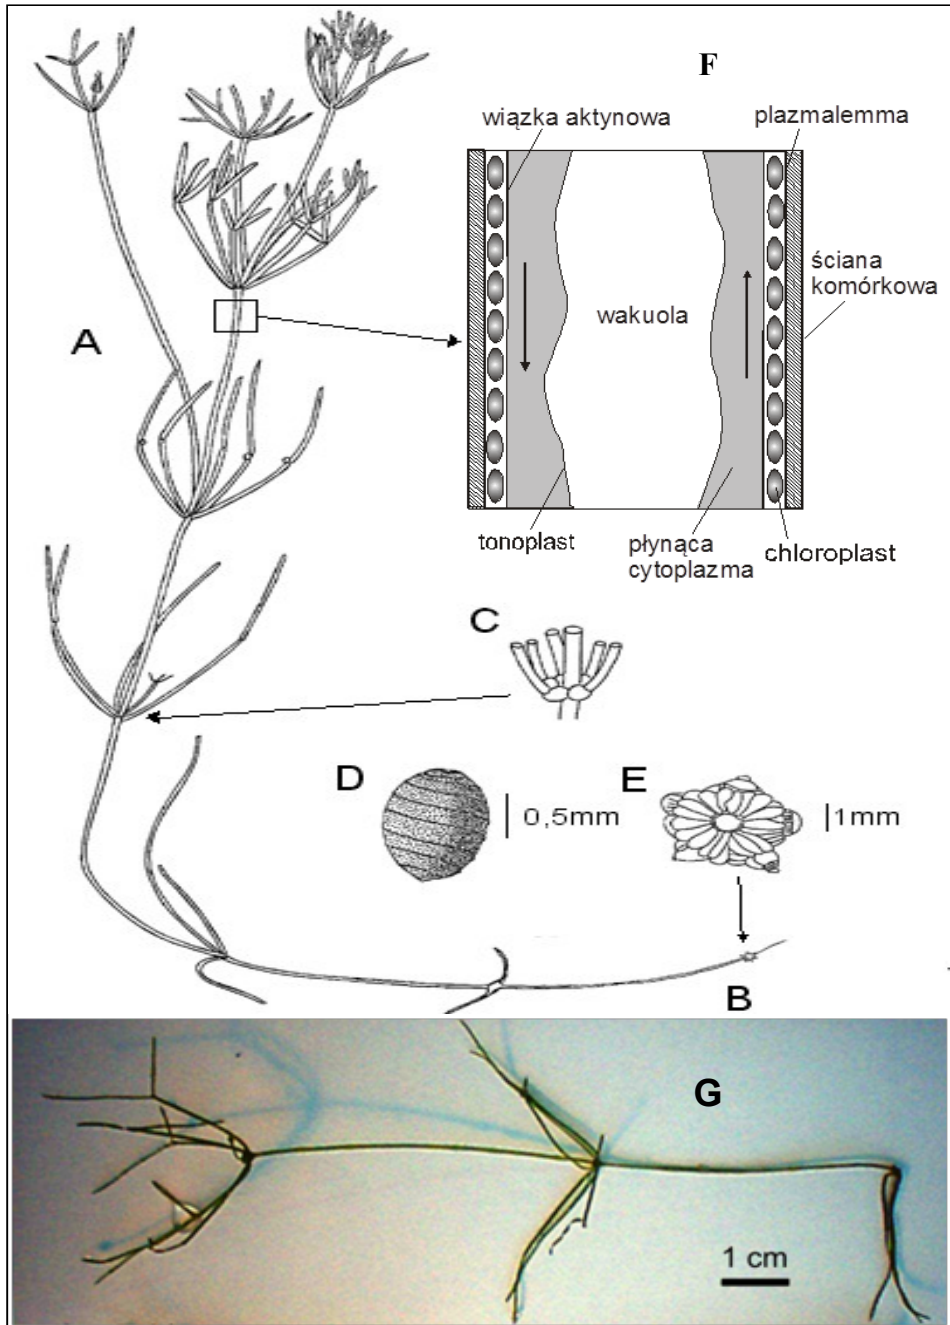 F
wiązka aktynowa
plazmalemma
ściana
komórkowa
wakuola
A
tonoplast
płynąca
cytoplazma
chloroplast
C
D
0,5mm
E
1mm
B
G
1 cm